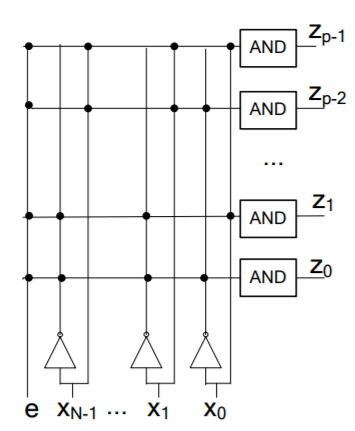 AND Zp-1
AND Zp-2
...
AND Z1
AND Z0
e XN-1 ... X1 X0